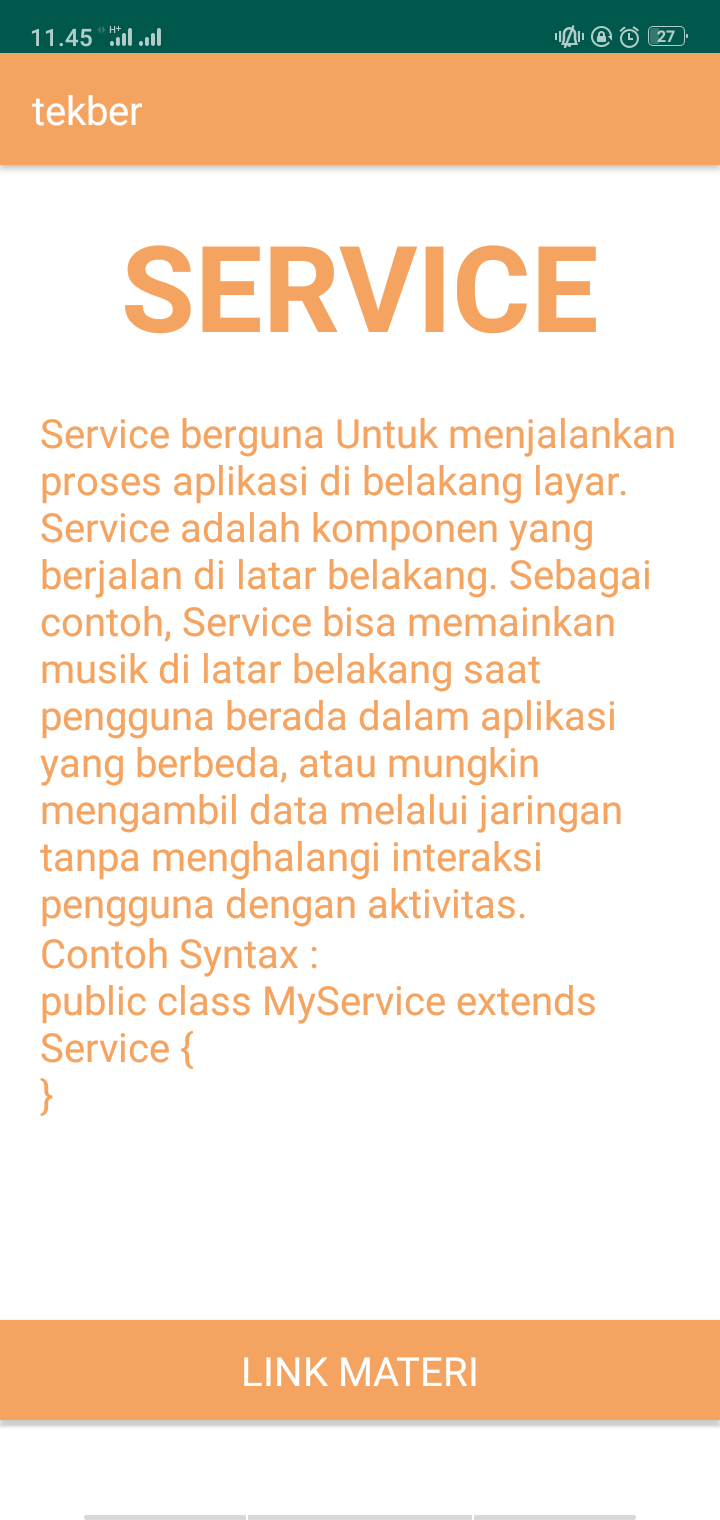 11.45 H+ 27
tekber
SERVICE
Service berguna Untuk menjalankan
proses aplikasi di belakang layar.
Service adalah komponen yang
berjalan di latar belakang. Sebagai
contoh, Service bisa memainkan
musik di latar belakang saat
pengguna berada dalam aplikasi
yang berbeda, atau mungkin
mengambil data melalui jaringan
tanpa menghalangi interaksi
pengguna dengan aktivitas.
Contoh Syntax :
public class MyService extends
Service {
}
LINK MATERI